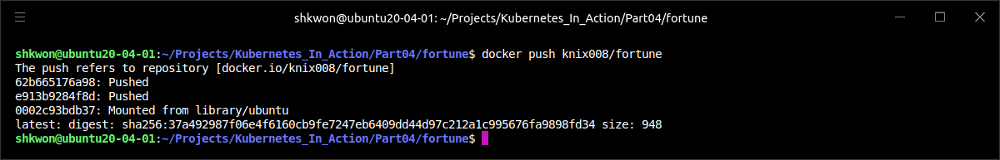 shkwon@ubuntu20-04-01: ~/Projects/Kubernetes_In_Action/Part04/fortune
shkwon@ubuntu20-04-01:~/Projects/Kubernetes_In_Action/Part04/fortune$ docker push knix008/fortune
The push refers to repository [docker.io/knix008/fortune]
62b665176a98: Pushed
e913b9284f8d: Pushed
0002c93bdb37: Mounted from library/ubuntu
latest: digest: sha256:37a492987f06e4f6160cb9fe7247eb6409dd44d97c212a1c995676fa9898fd34 size: 948
shkwon@ubuntu20-04-01:~/Projects/Kubernetes_In_Action/Part04/fortune$